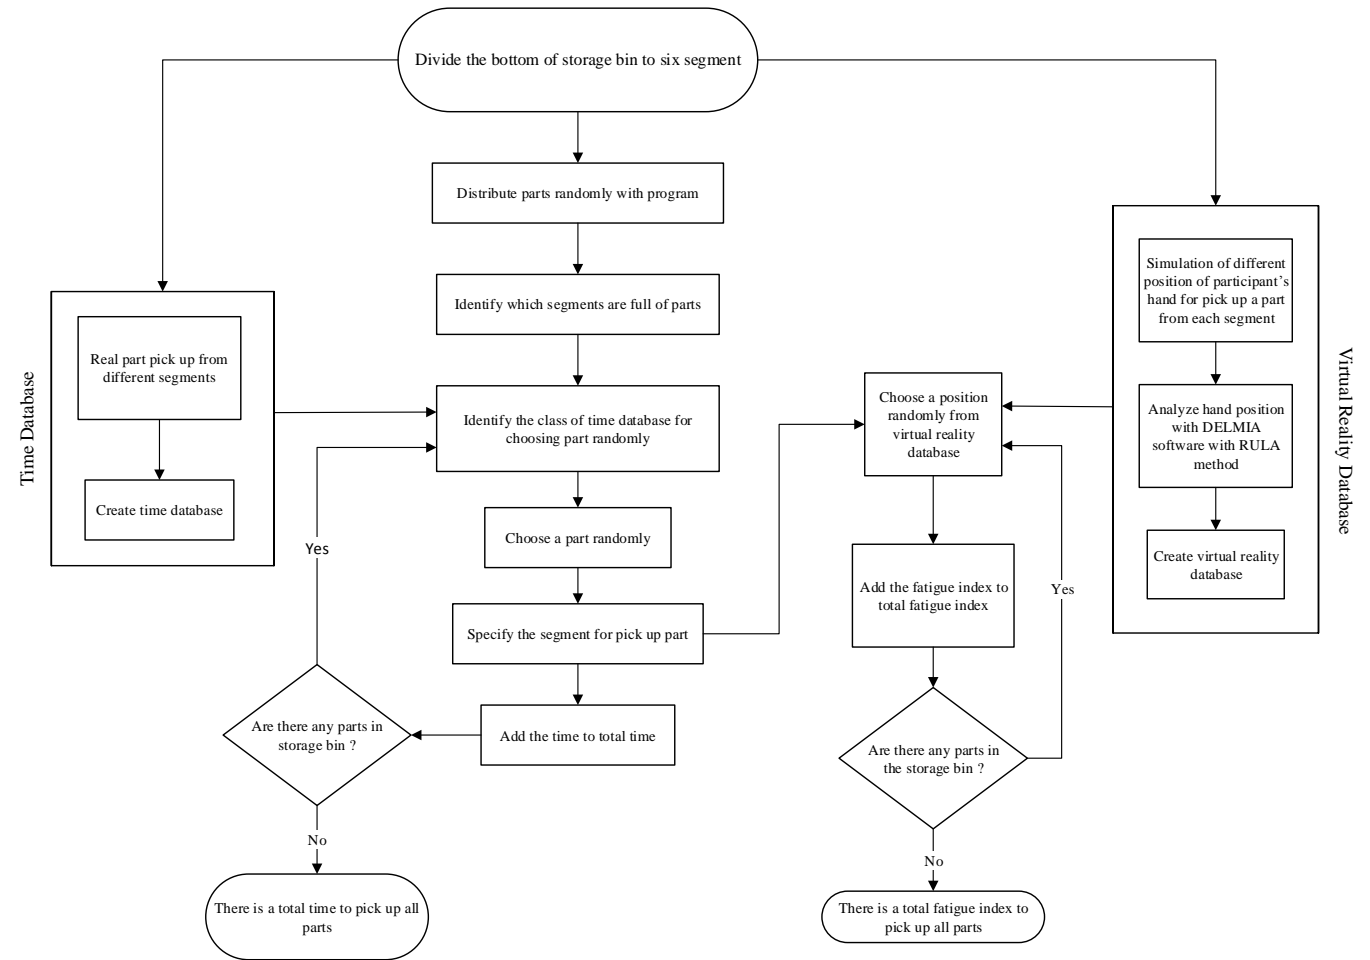 Divide the bottom of storage bin to six segment
Distribute parts randomly with program
Identify which segments are full of parts
Time Database
Real part pick up from
different segments
Create time database
Identify the class of time database for
choosing part randomly
Choose a part randomly
Specify the segment for pick up part
Add the time to total time
Yes
Are there any parts in
storage bin ?
No
There is a total time to pick up all
parts
Choose a position
randomly from
virtual reality
database
Add the fatigue index to
total fatigue index
Yes
Are there any parts in
the storage bin ?
No
There is a total fatigue index to
pick up all parts
Simulation of different
position of participant’s
hand for pick up a part
from each segment
Analyze hand position
with DELMIA
software with RULA
method
Create virtual reality
database
Virtual Reality Database